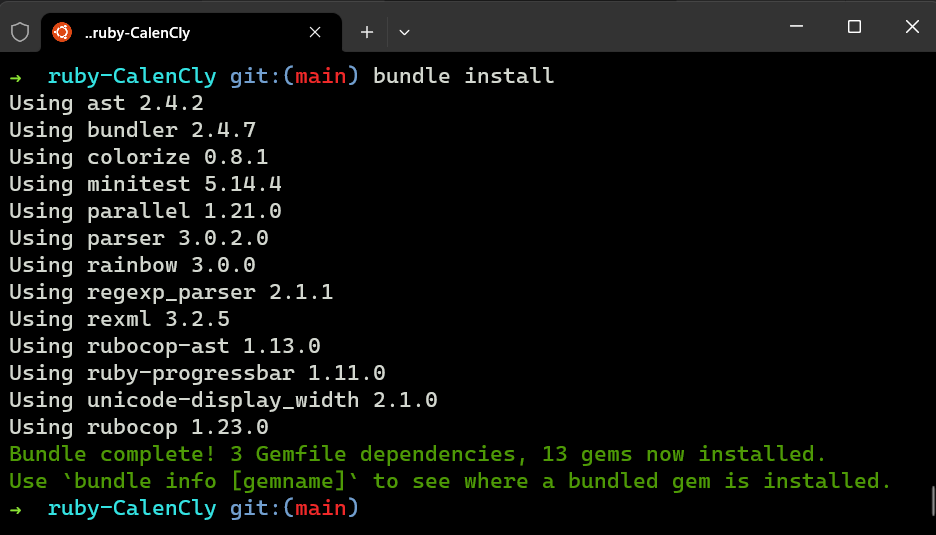 ..ruby-CalenCly
→ ruby-CalenCly git:(main) bundle install
Using ast 2.4.2
Using bundler 2.4.7
Using colorize 0.8.1
Using minitest 5.14.4
Using parallel 1.21.0
Using parser 3.0.2.0
Using rainbow 3.0.0
Using regexp_parser 2.1.1
Using rexml 3.2.5
Using rubocop-ast 1.13.0
Using ruby-progressbar 1.11.0
Using unicode-display_width 2.1.0
Using rubocop 1.23.0
Bundle complete! 3 Gemfile dependencies, 13 gems now installed.
Use `bundle info [gemname]` to see where a bundled gem is installed.
→ ruby-CalenCly git:(main)